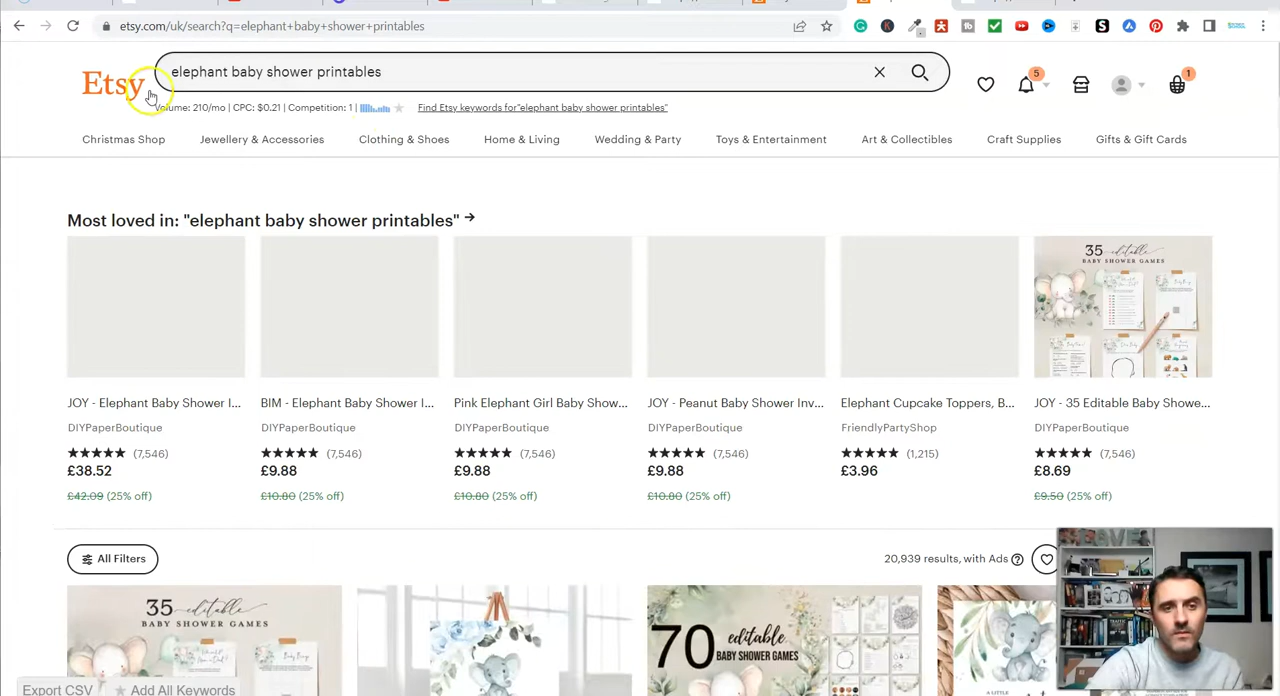 etsy.com/uk/search?q=elephant+baby+shower+printables
Etsy
elephant baby shower printables
5
1
Volume: 210/mo | CPC: $0.21 | Competition: 1 |
Find Etsy keywords for"elephant baby shower printables"
Christmas Shop
Jewellery & Accessories
Clothing & Shoes
Home & Living
Wedding & Party
Toys & Entertainment
Art & Collectibles
Craft Supplies
Gifts & Gift Cards
Most loved in: "elephant baby shower printables" →
35 editable
BABY SHOWER GAMES
JOY - Elephant Baby Shower I...
BIM - Elephant Baby Shower I...
Pink Elephant Girl Baby Show...
JOY - Peanut Baby Shower Inv...
Elephant Cupcake Toppers, B...
JOY - 35 Editable Baby Showe...
DIYPaperBoutique
DIYPaperBoutique
DIYPaperBoutique
DIYPaperBoutique
FriendlyPartyShop
DIYPaperBoutique
(7,546)
(7,546)
(7,546)
(7,546)
(1,215)
(7,546)
£38.52
£9.88
£9.88
£9.88
£3.96
£8.69
£42.09 (25% off)
£10.80 (25% off)
£10.80 (25% off)
£10.80 (25% off)
£9.50 (25% off)
All Filters
20,939 results, with Ads
35 editable
BABY SHOWER GAMES
70 editable
BABY SHOWER GAMES
A LITTLE
Export CSV
Add All Keywords